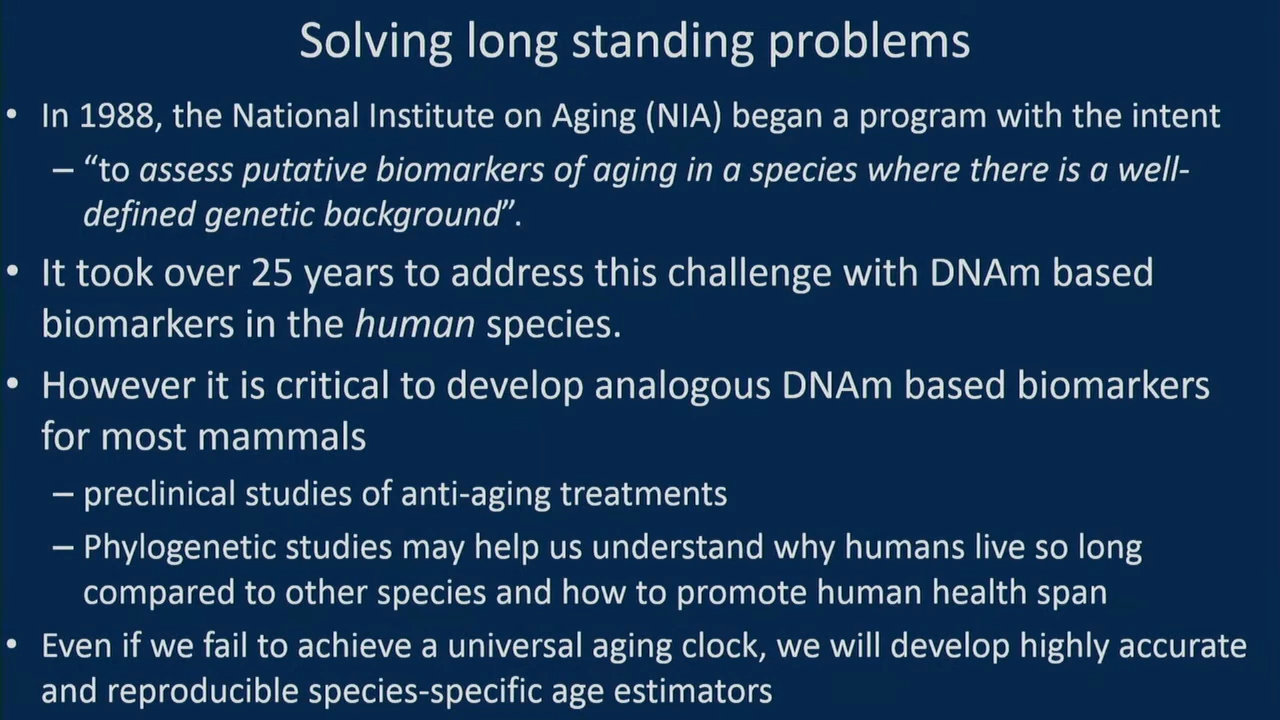 Solving long standing problems
• In 1988, the National Institute on Aging (NIA) began a program with the intent
– “to assess putative biomarkers of aging in a species where there is a well-
defined genetic background”.
• It took over 25 years to address this challenge with DNAm based
biomarkers in the human species.
• However it is critical to develop analogous DNAm based biomarkers
for most mammals
– preclinical studies of anti-aging treatments
– Phylogenetic studies may help us understand why humans live so long
compared to other species and how to promote human health span
• Even if we fail to achieve a universal aging clock, we will develop highly accurate
and reproducible species-specific age estimators